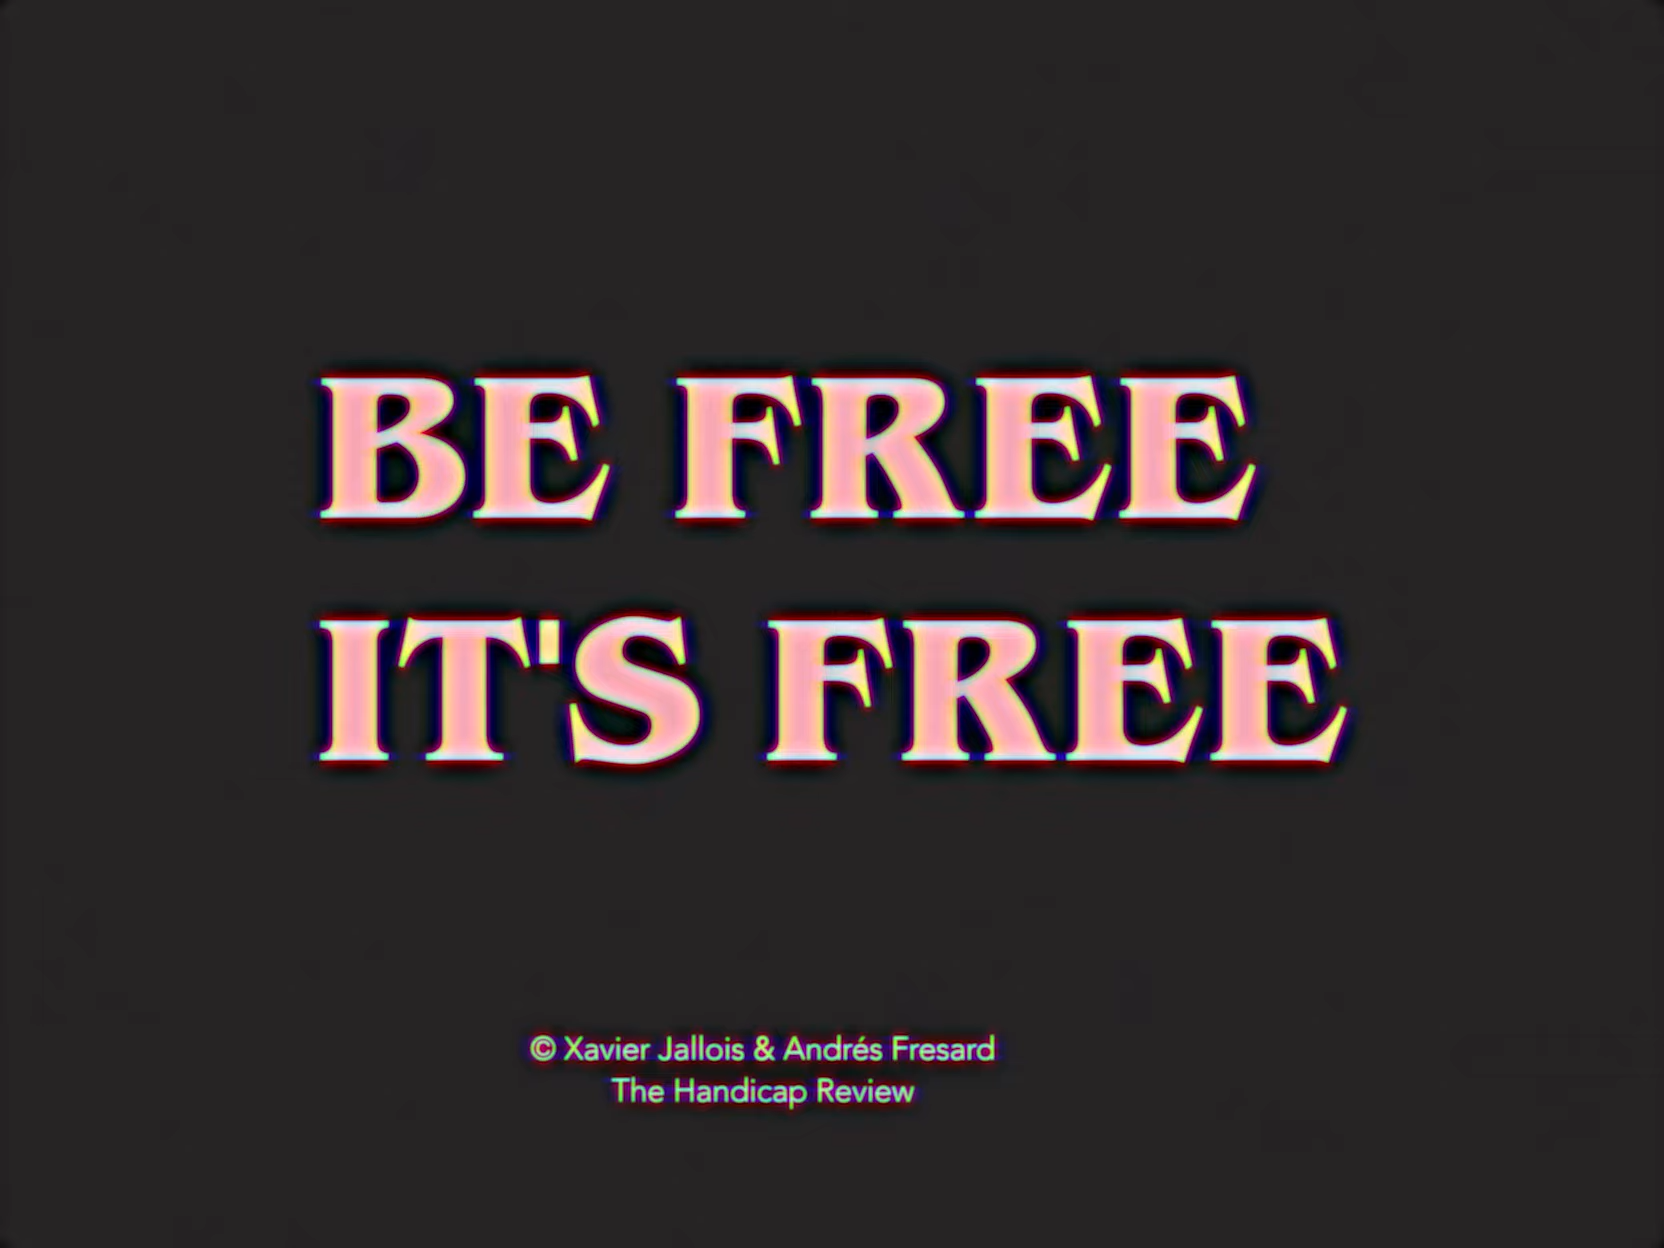 BE FREE
IT'S FREE
© Xavier Jallois & Andrés Fresard
The Handicap Review